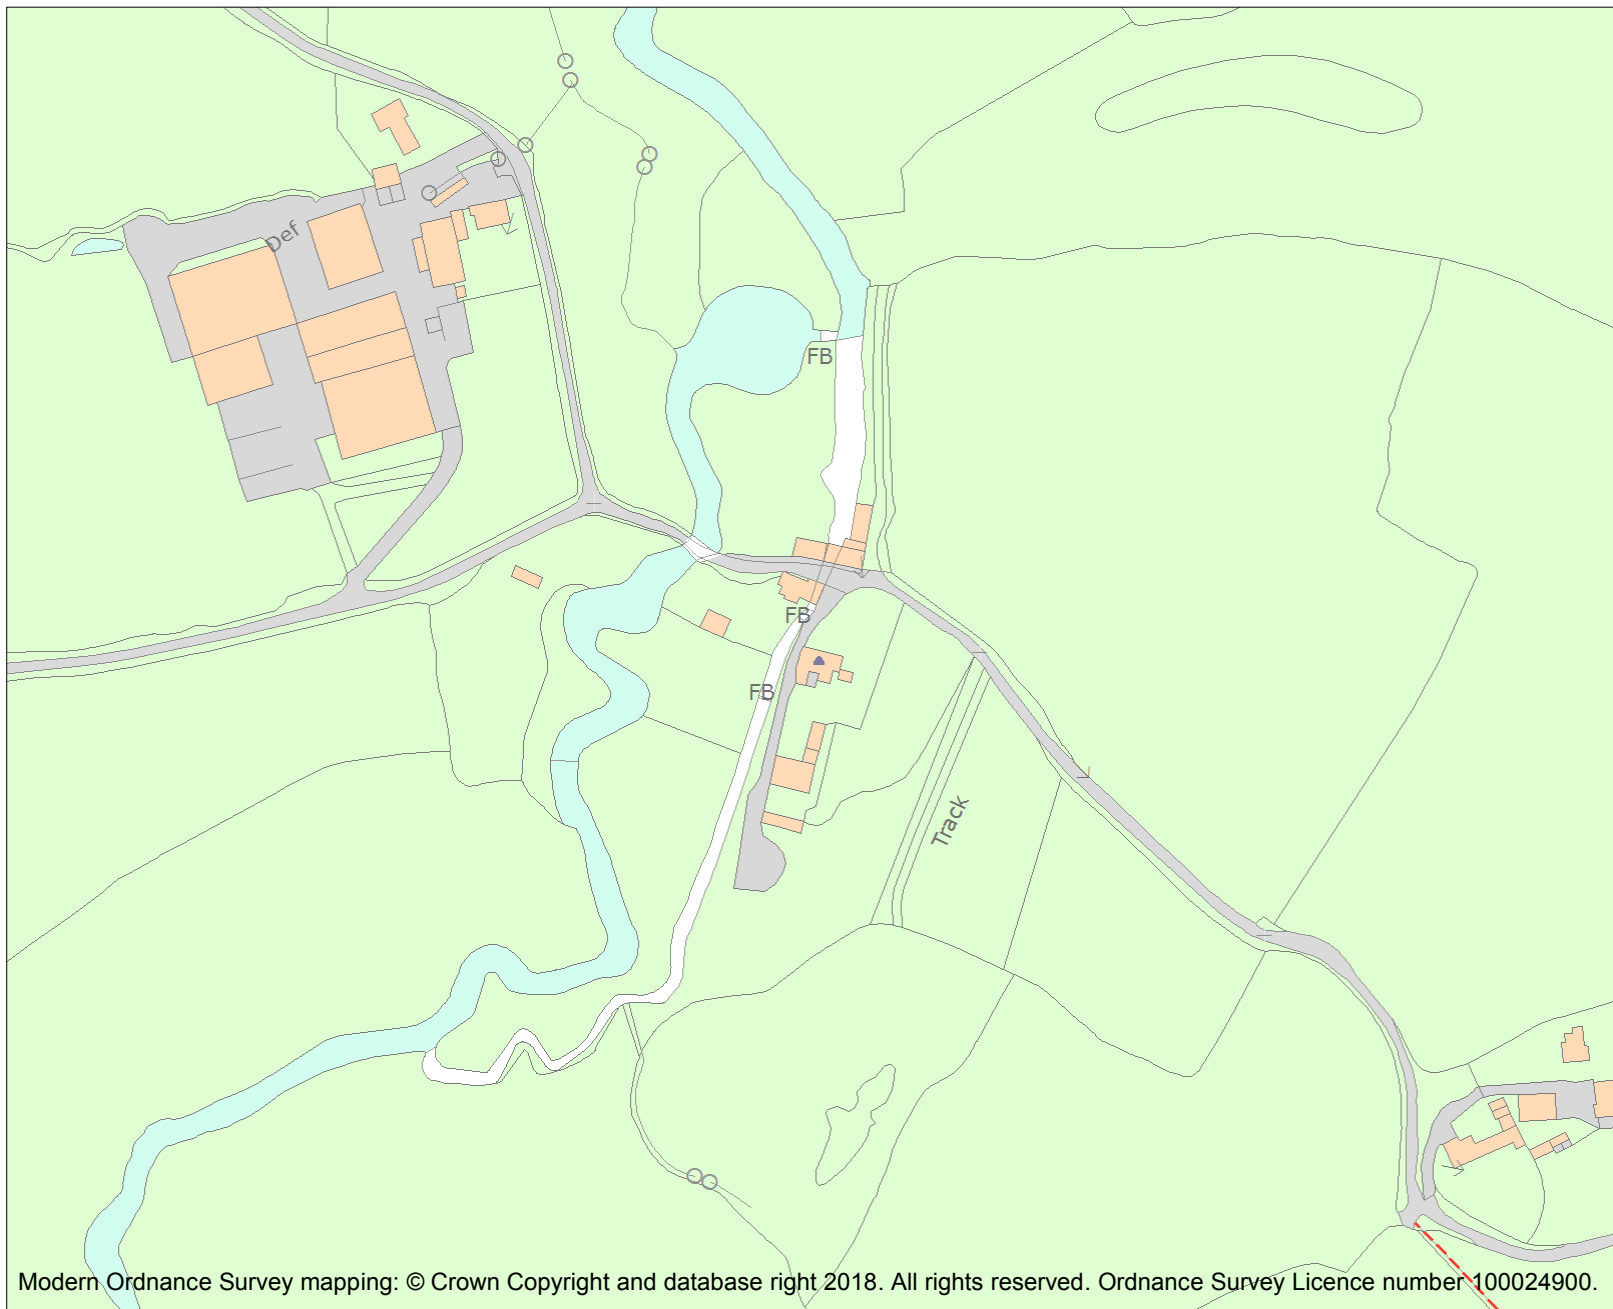 Def
FB
FB
FB
Track
Modern Ordnance Survey mapping: © Crown Copyright and database right 2018. All rights reserved. Ordnance Survey Licence number 100024900.